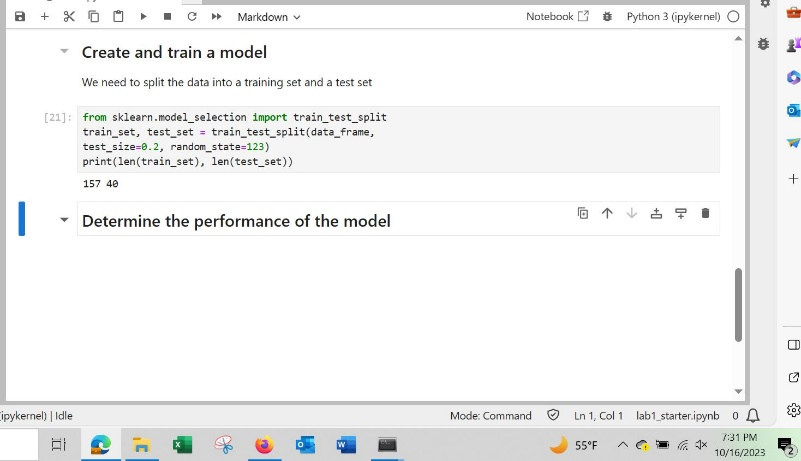 Markdown
Notebook
Python 3 (ipykernel)
Create and train a model
We need to split the data into a training set and a test set
[21]:
from sklearn.model_selection import train_test_split
train_set, test_set = train_test_split(data_frame,
test_size=0.2, random_state=123)
print(len(train_set), len(test_set))
157 40
Determine the performance of the model
ipykernel) | Idle
Mode: Command
Ln 1, Col 1
lab1_starter.ipynb
0
55°F
7:31 PM
10/16/2023
2